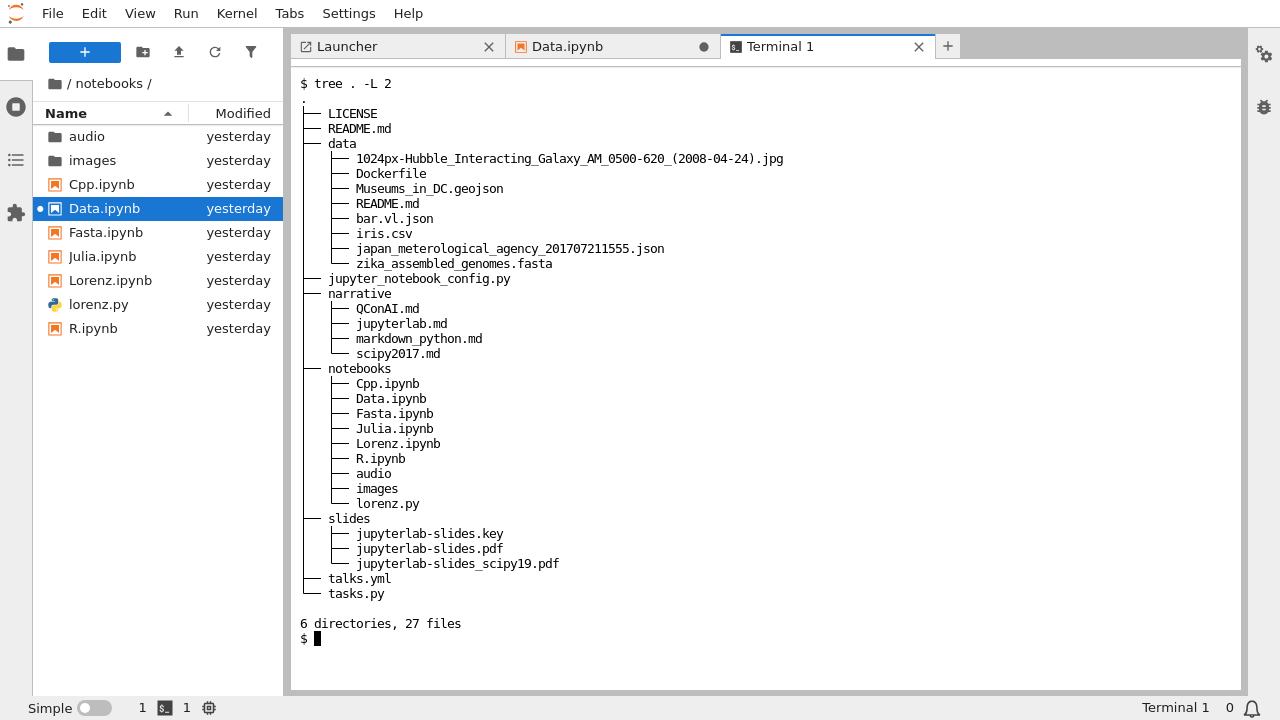 File Edit View Run Kernel Tabs Settings Help
Launcher
Data.ipynb
Terminal 1
/ notebooks /
Name Modified
audio yesterday
images yesterday
Cpp.ipynb yesterday
Data.ipynb yesterday
Fasta.ipynb yesterday
Julia.ipynb yesterday
Lorenz.ipynb yesterday
lorenz.py yesterday
R.ipynb yesterday
$ tree . -L 2
.
├── LICENSE
├── README.md
├── data
│   ├── 1024px-Hubble_Interacting_Galaxy_AM_0500-620_(2008-04-24).jpg
│   ├── Dockerfile
│   ├── Museums_in_DC.geojson
│   ├── README.md
│   ├── bar.vl.json
│   ├── iris.csv
│   ├── japan_meterological_agency_201707211555.json
│   └── zika_assembled_genomes.fasta
├── jupyter_notebook_config.py
├── narrative
│   ├── QConAI.md
│   ├── jupyterlab.md
│   ├── markdown_python.md
│   └── scipy2017.md
├── notebooks
│   ├── Cpp.ipynb
│   ├── Data.ipynb
│   ├── Fasta.ipynb
│   ├── Julia.ipynb
│   ├── Lorenz.ipynb
│   ├── R.ipynb
│   ├── audio
│   ├── images
│   └── lorenz.py
├── slides
│   ├── jupyterlab-slides.key
│   ├── jupyterlab-slides.pdf
│   └── jupyterlab-slides_scipy19.pdf
├── talks.yml
└── tasks.py
6 directories, 27 files
$
Simple 1 $_ 1 Terminal 1 0